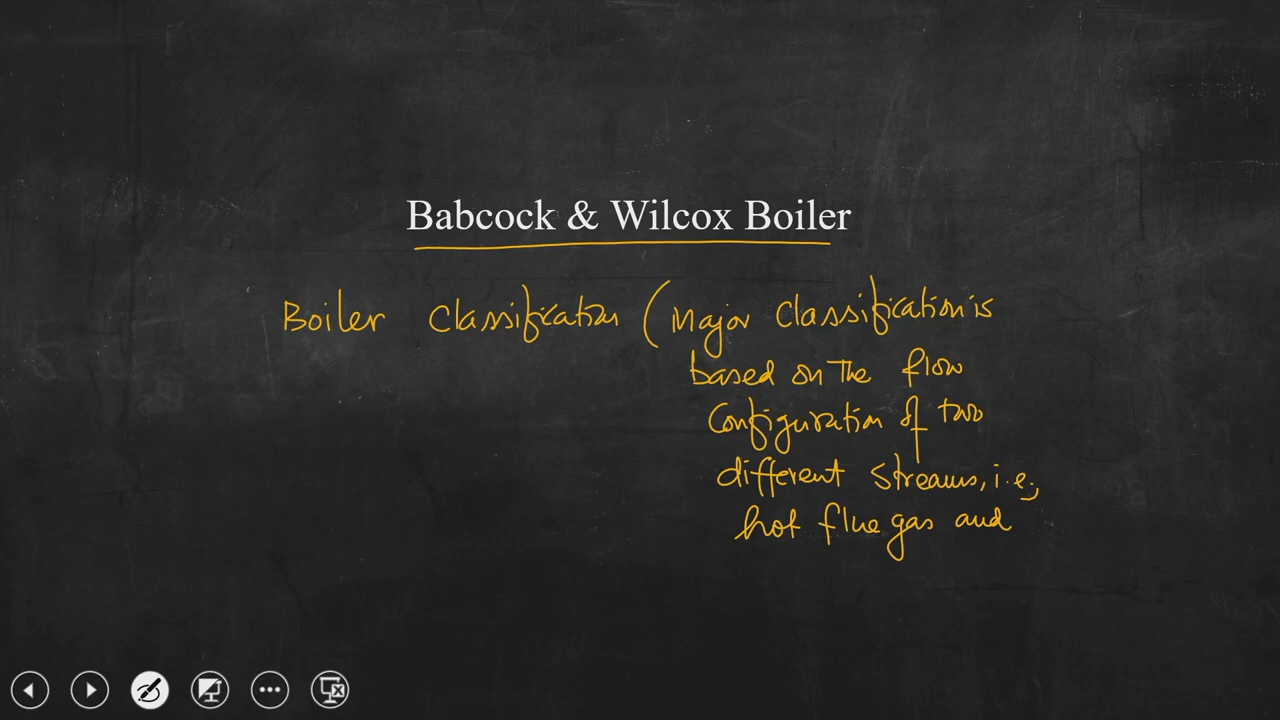 Babcock & Wilcox Boiler
Boiler Classification (Major Classification is
based on the flow
Configuration of two
different streams, i.e.,
hot flue gas and